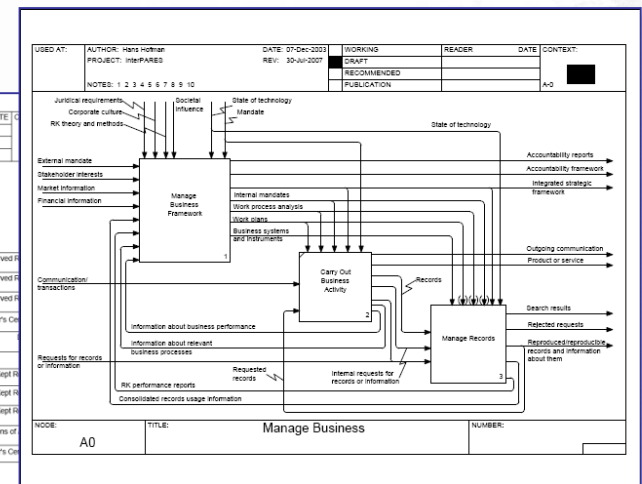 USED AT:
AUTHOR: Hans Hofman
PROJECT: InterPARES
NOTES: 1 2 3 4 5 6 7 8 9 10
DATE: 07-Dec-2003
REV: 30-Jul-2007
WORKING
DRAFT
RECOMMENDED
PUBLICATION
READER
DATE
CONTEXT:
A-0
Juridical requirements
Corporate culture
RK theory and methods
Societal
influence
State of technology
Mandate
State of technology
External mandate
Stakeholder interests
Market information
Financial information
Manage
Business
Framework
1
Accountability reports
Accountability framework
Integrated strategic
framework
Internal mandates
Work process analysis
Work plans
Business systems
and instruments
Outgoing communication
Product or service
Communication/
transactions
Carry Out
Business
Activity
2
Records
Information about business performance
Information about relevant
business processes
Manage Records
3
Search results
Rejected requests
Reproduced/reproducible
records and information
about them
Requests for records
or information
Requested
records
Internal requests for
records or information
RK performance reports
Consolidated records usage information
NODE:
A0
TITLE:
Manage Business
NUMBER: